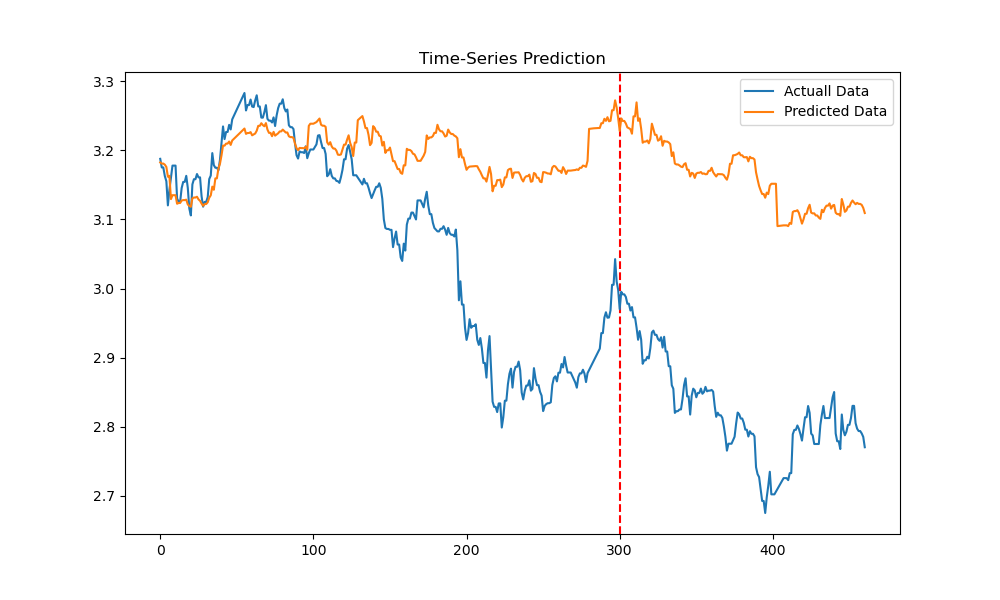 Time-Series Prediction
Actuall Data
Predicted Data
3.3
3.2
3.1
3.0
2.9
2.8
2.7
0 100 200 300 400